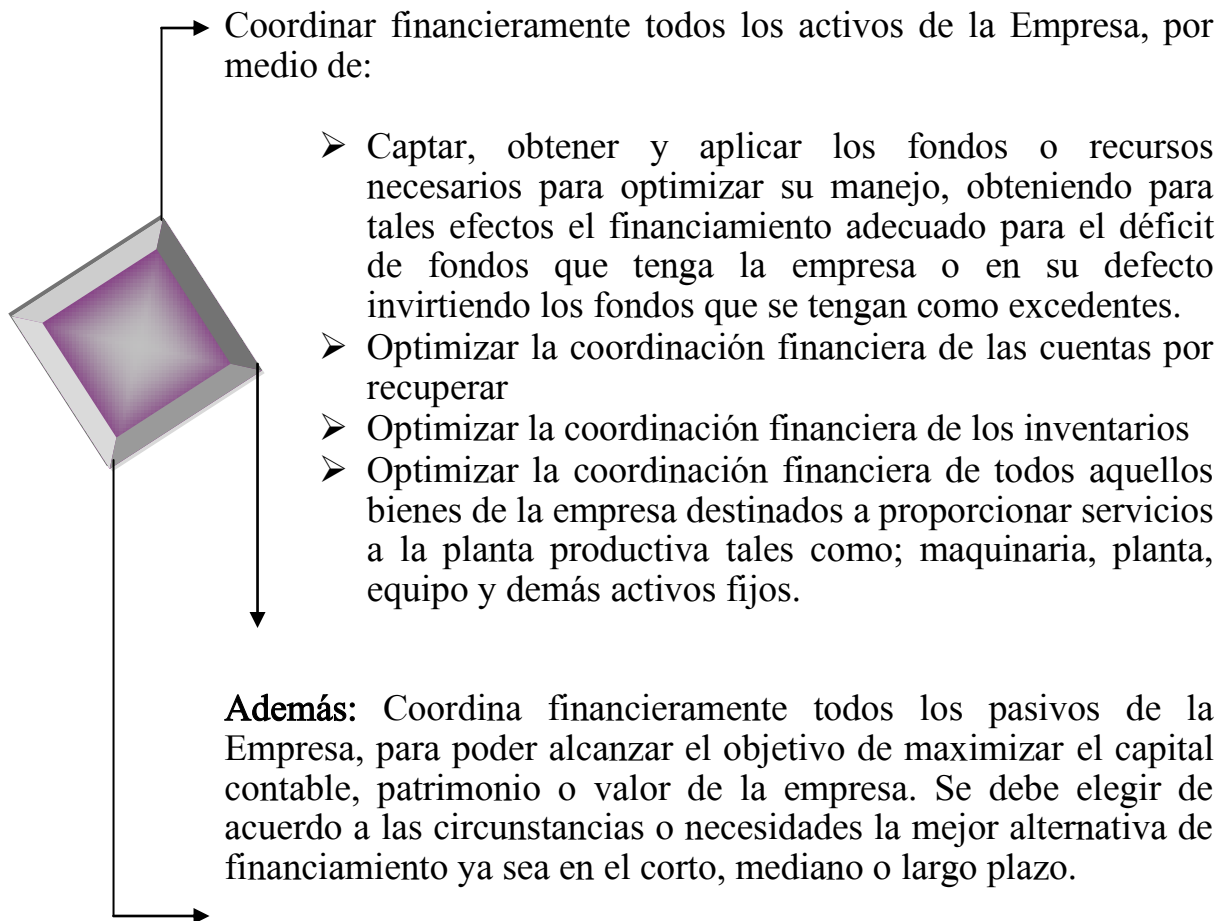 Coordinar financieramente todos los activos de la Empresa, por
medio de:
➢ Captar, obtener y aplicar los fondos o recursos
necesarios para optimizar su manejo, obteniendo para
tales efectos el financiamiento adecuado para el déficit
de fondos que tenga la empresa o en su defecto
invirtiendo los fondos que se tengan como excedentes.
➢ Optimizar la coordinación financiera de las cuentas por
recuperar
➢ Optimizar la coordinación financiera de los inventarios
➢ Optimizar la coordinación financiera de todos aquellos
bienes de la empresa destinados a proporcionar servicios
a la planta productiva tales como; maquinaria, planta,
equipo y demás activos fijos.
Además: Coordina financieramente todos los pasivos de la
Empresa, para poder alcanzar el objetivo de maximizar el capital
contable, patrimonio o valor de la empresa. Se debe elegir de
acuerdo a las circunstancias o necesidades la mejor alternativa de
financiamiento ya sea en el corto, mediano o largo plazo.